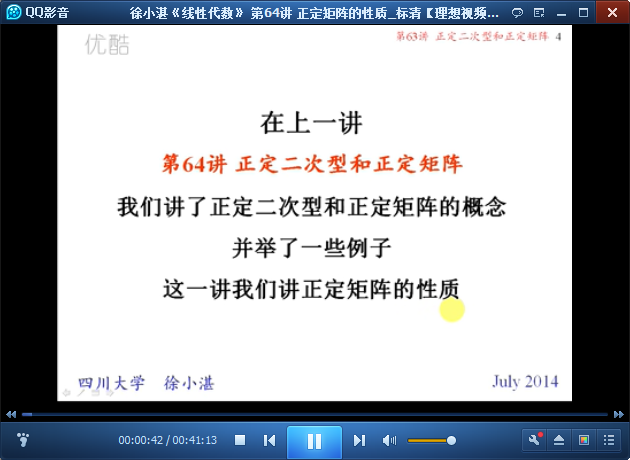 QQ影音
徐小湛《线性代数》 第64讲 正定矩阵的性质_标清【理想视频...
优酷
第63讲 正定二次型和正定矩阵 4
在上一讲
第64讲 正定二次型和正定矩阵
我们讲了正定二次型和正定矩阵的概念
并举了一些例子
这一讲我们讲正定矩阵的性质
四川大学 徐小湛
July 2014
00:00:42 / 00:41:13